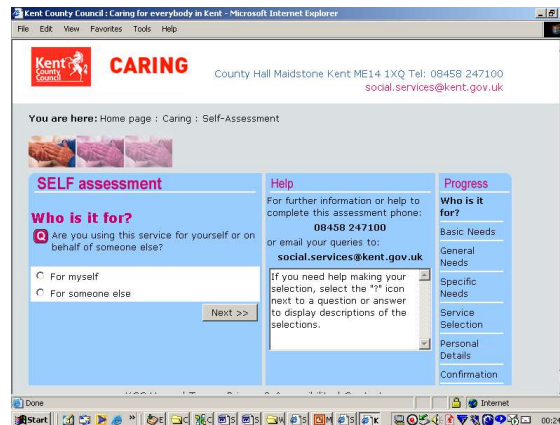 Kent County Council : Caring for everybody in Kent - Microsoft Internet Explorer
File Edit View Favorites Tools Help
Kent
County
Council
CARING
County Hall Maidstone Kent ME14 1XQ Tel: 08458 247100
social.services@kent.gov.uk
You are here: Home page : Caring : Self-Assessment
SELF assessment
Who is it for?
Q Are you using this service for yourself or on
behalf of someone else?
For myself
For someone else
Next >>
Help
For further information or help to
complete this assessment phone:
08458 247100
or email your queries to:
social.services@kent.gov.uk
If you need help making your
selection, select the "?" icon
next to a question or answer
to display descriptions of the
selections.
Progress
Who is it
for?
Basic Needs
General
Needs
Specific
Needs
Service
Selection
Personal
Details
Confirmation
Done
Internet
Start
00:24